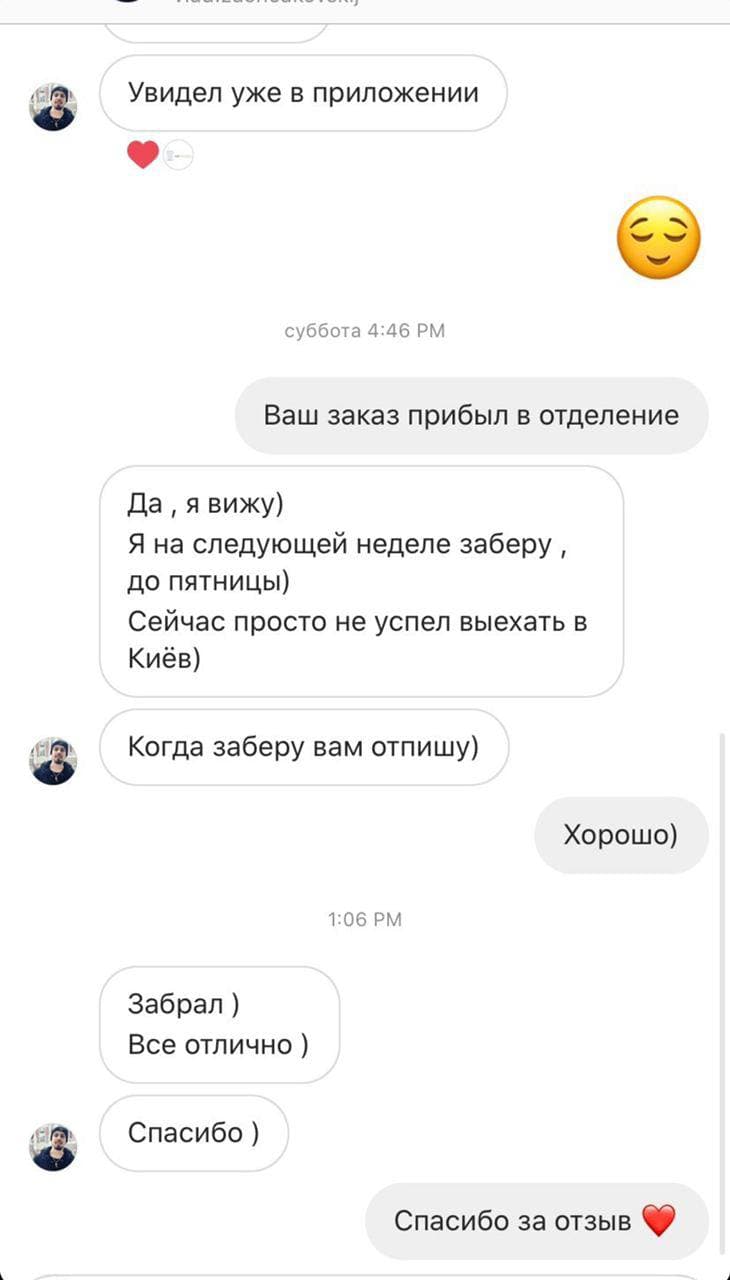 Увидел уже в приложении
суббота 4:46 PM
Ваш заказ прибыл в отделение
Да , я вижу)
Я на следующей неделе заберу ,
до пятницы)
Сейчас просто не успел выехать в
Киёв)
Когда заберу вам отпишу)
Хорошо)
1:06 PM
Забрал )
Все отлично )
Спасибо )
Спасибо за отзыв ❤️